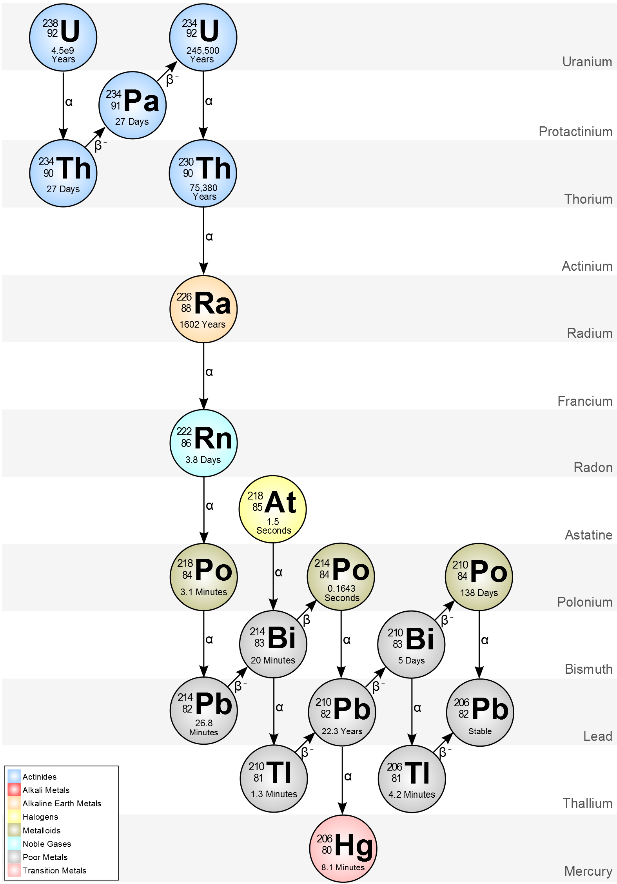 238
92 U
4.5e9
Years
234
92 U
245,500
Years
Uranium
α
β⁻
α
234
91 Pa
27 Days
Protactinium
β⁻
234
90 Th
27 Days
230
90 Th
75,380
Years
Thorium
α
Actinium
226
88 Ra
1602 Years
Radium
α
Francium
222
86 Rn
3.8 Days
Radon
α
218
85 At
1.5
Seconds
Astatine
218
84 Po
3.1 Minutes
α
214
84 Po
0.1643
Seconds
210
84 Po
138 Days
Polonium
β
β⁻
α
214
83 Bi
20 Minutes
α
210
83 Bi
5 Days
α
Bismuth
β⁻
β⁻
214
82 Pb
26.8
Minutes
α
210
82 Pb
22.3 Years
α
206
82 Pb
Stable
Lead
β⁻
β⁻
210
81 Tl
1.3 Minutes
α
206
81 Tl
4.2 Minutes
Thallium
206
80 Hg
8.1 Minutes
Mercury
Actinides
Alkali Metals
Alkaline Earth Metals
Halogens
Metalloids
Noble Gases
Poor Metals
Transition Metals